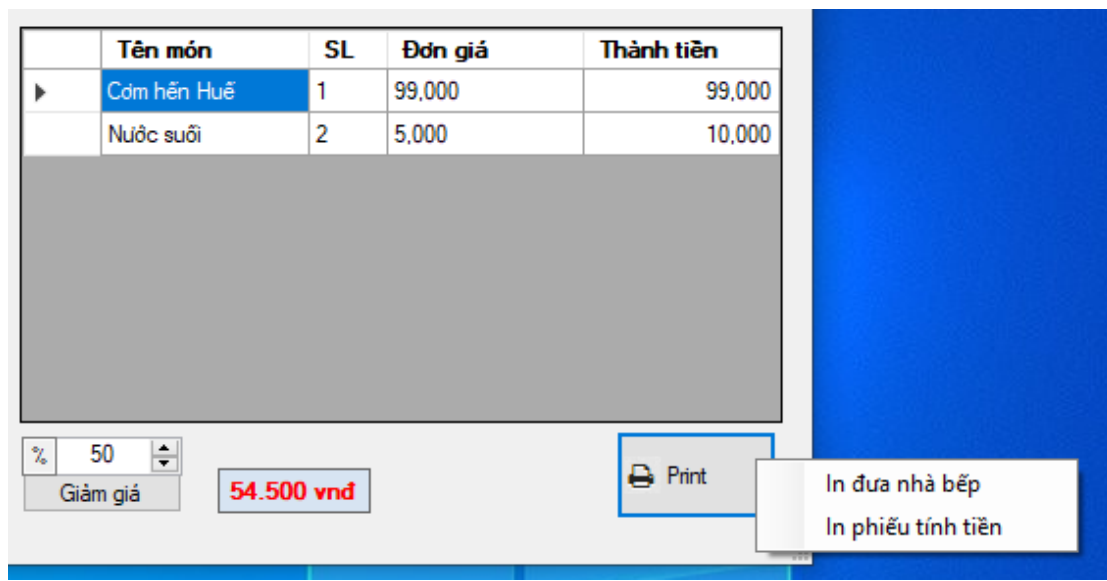 Tên món SL Đơn giá Thành tiền
Cơm hến Huế 1 99,000 99,000
Nước suối 2 5,000 10,000
% 50
Giảm giá
54.500 vnđ
Print
In đưa nhà bếp
In phiếu tính tiền